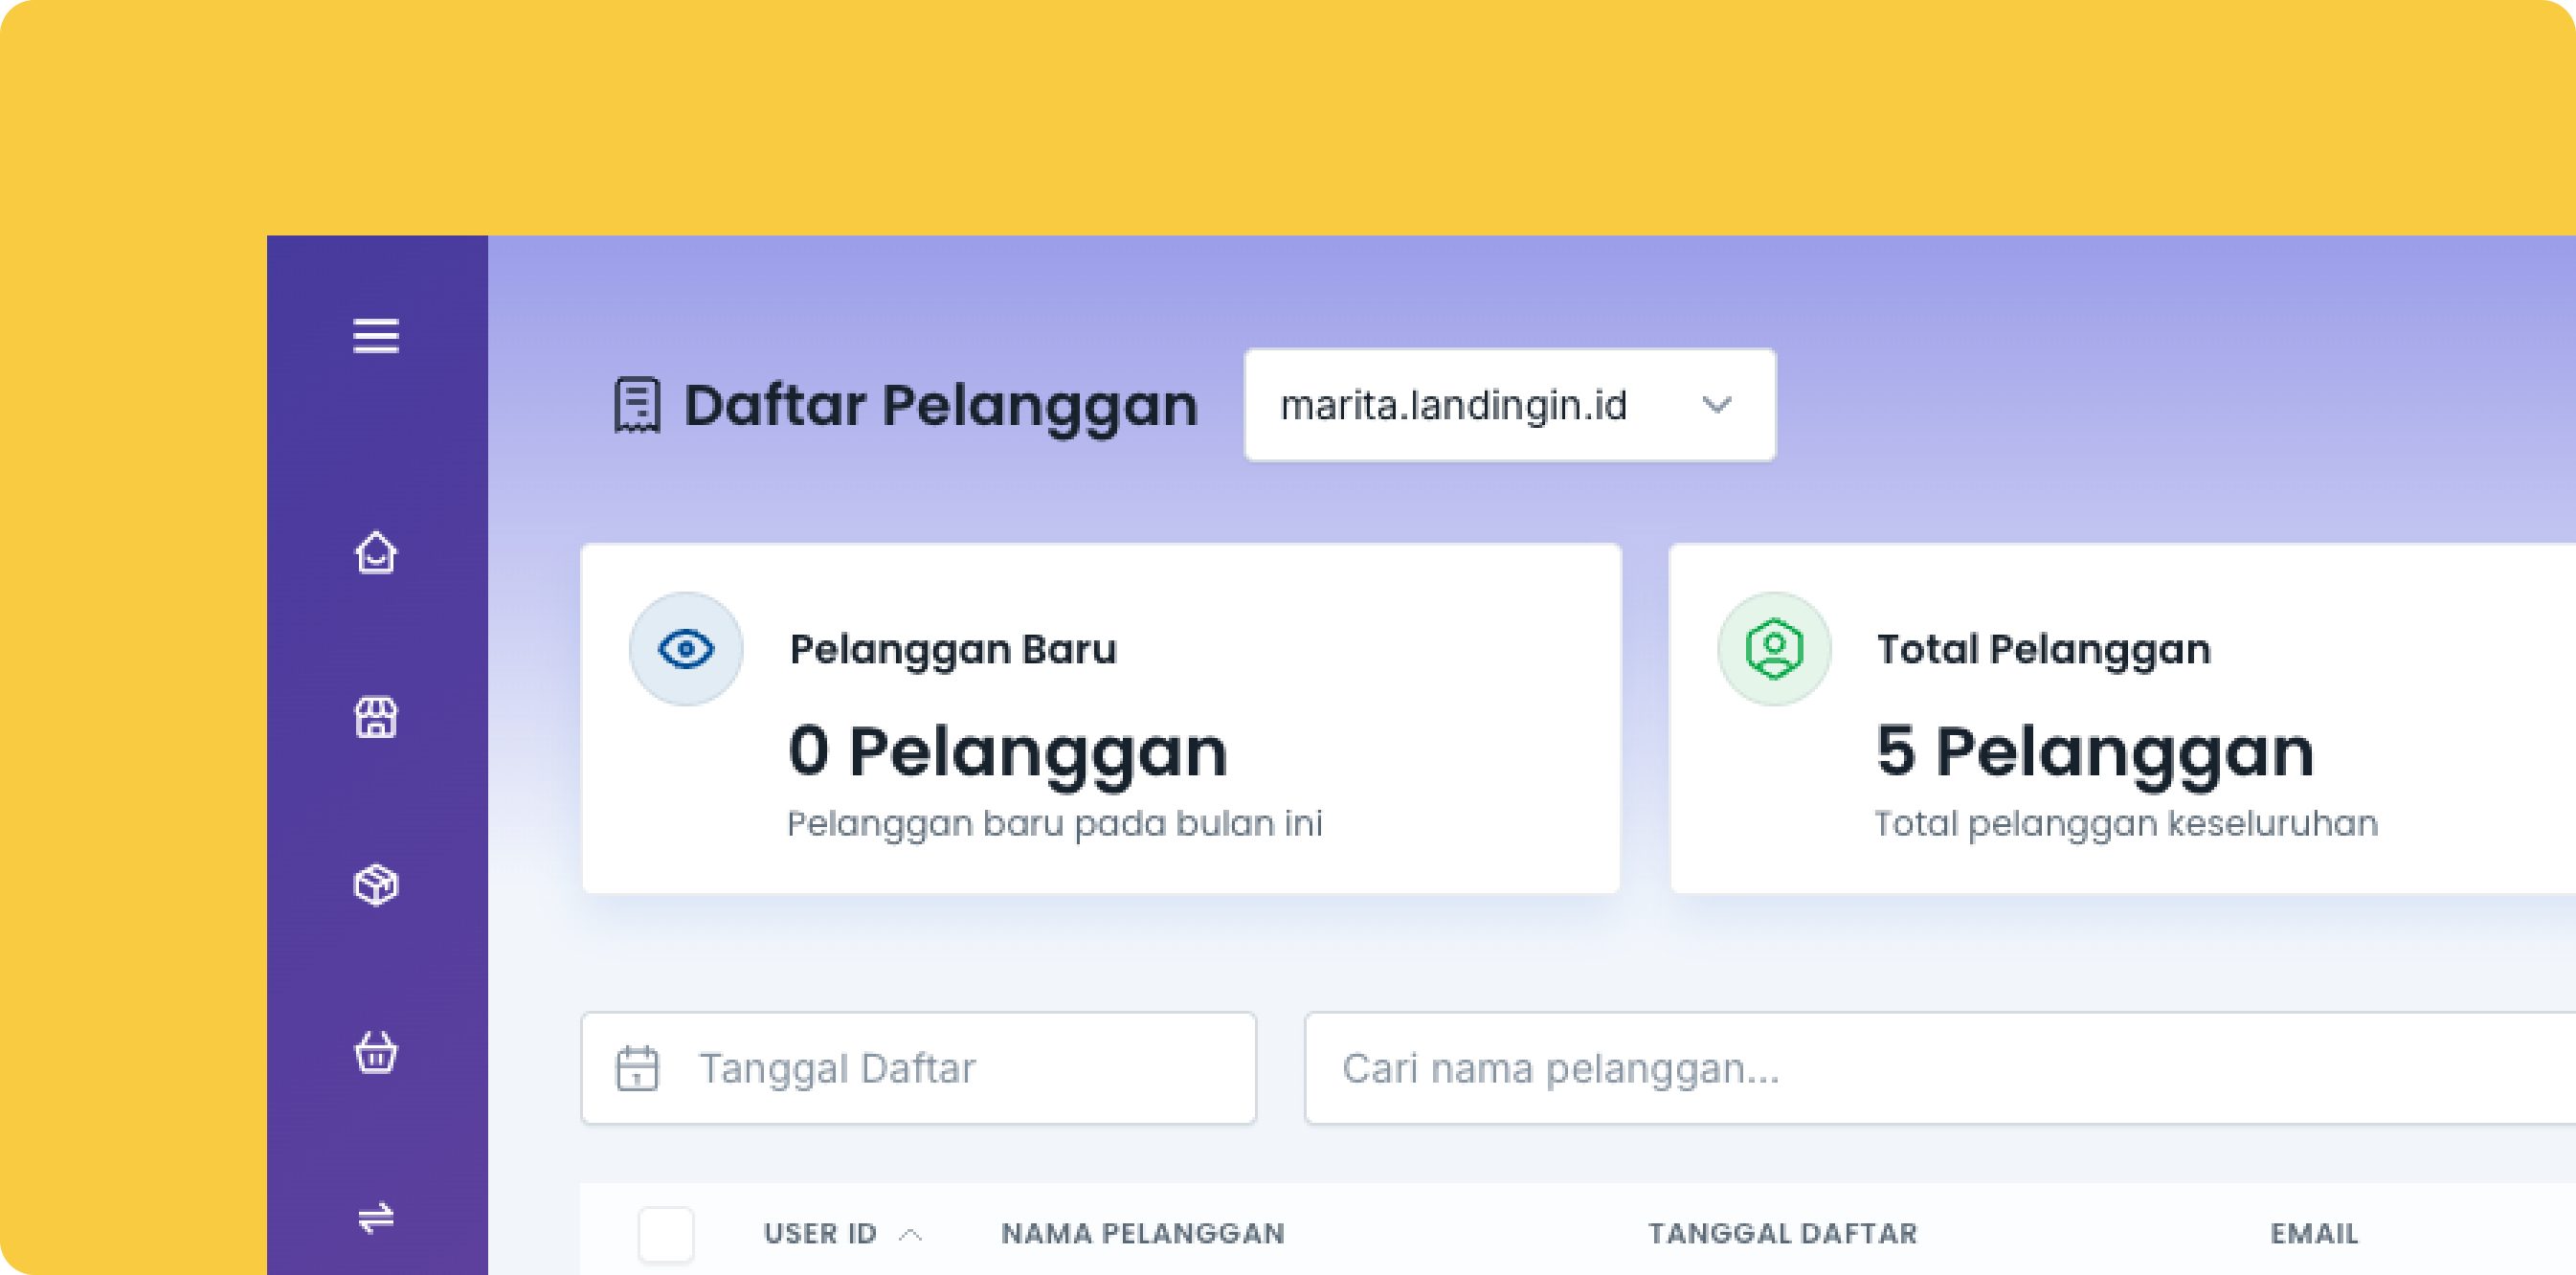 Daftar Pelanggan
marita.landingin.id
Pelanggan Baru
0 Pelanggan
Pelanggan baru pada bulan ini
Total Pelanggan
5 Pelanggan
Total pelanggan keseluruhan
Tanggal Daftar
Cari nama pelanggan...
USER ID NAMA PELANGGAN TANGGAL DAFTAR EMAIL